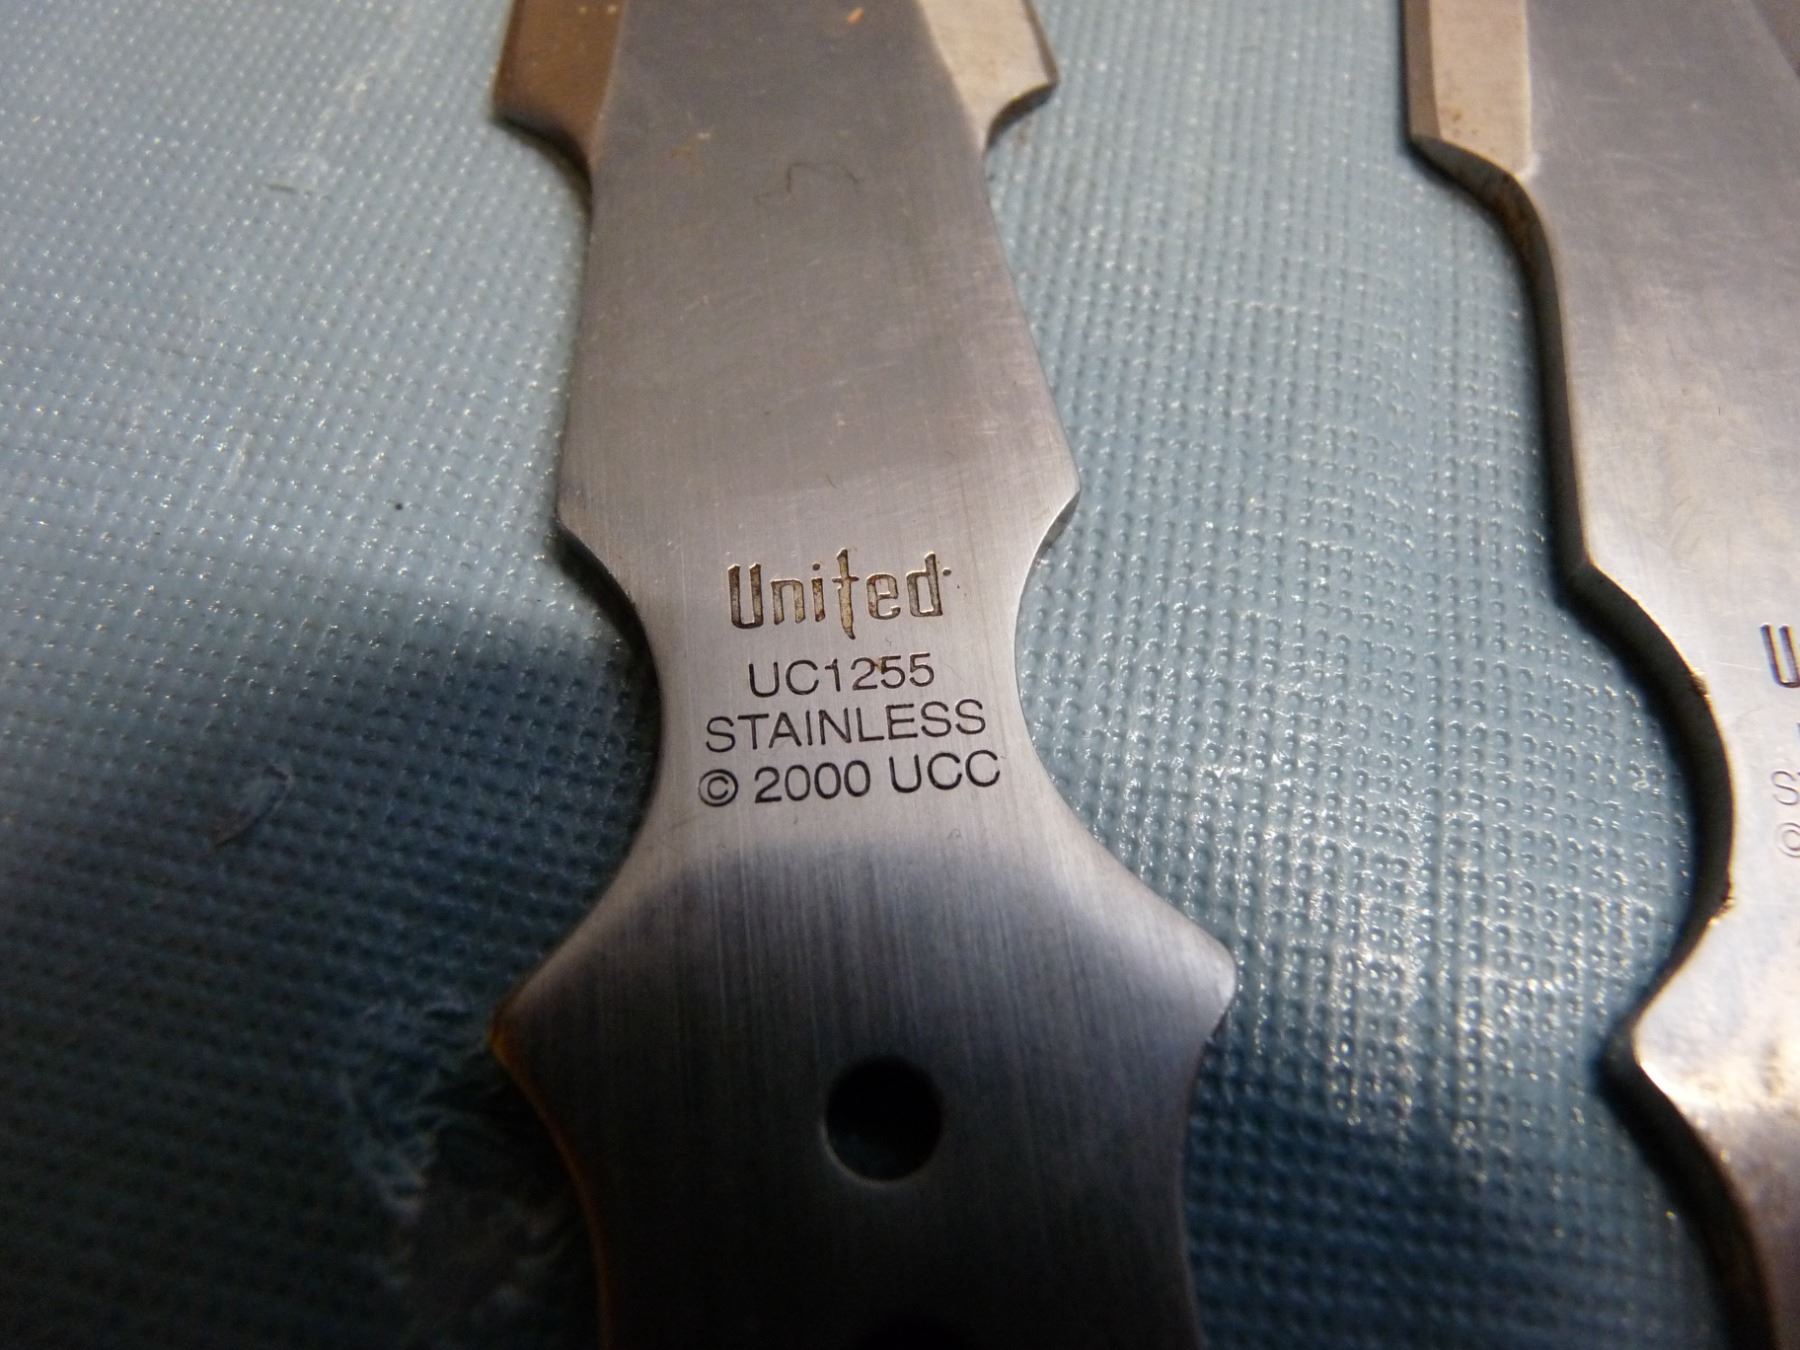 United
UC1255
STAINLESS
© 2000 UCC